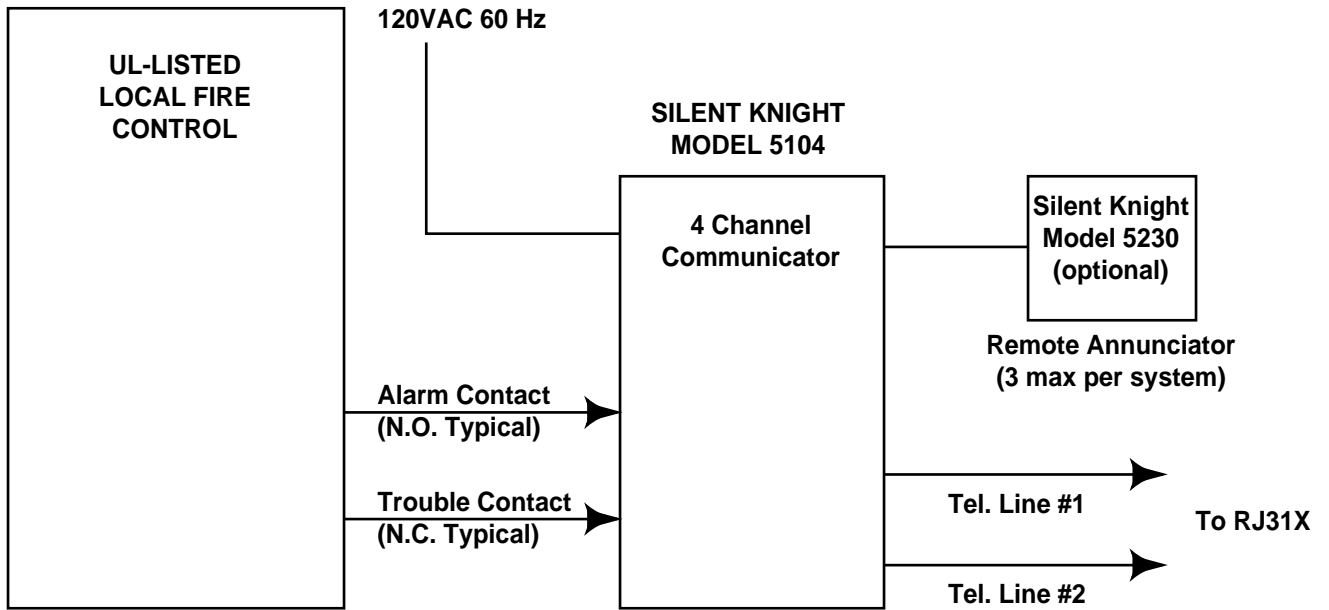 120VAC 60 Hz
UL-LISTED
LOCAL FIRE
CONTROL
SILENT KNIGHT
MODEL 5104
4 Channel
Communicator
Silent Knight
Model 5230
(optional)
Remote Annunciator
(3 max per system)
Alarm Contact
(N.O. Typical)
Trouble Contact
(N.C. Typical)
Tel. Line #1
To RJ31X
Tel. Line #2